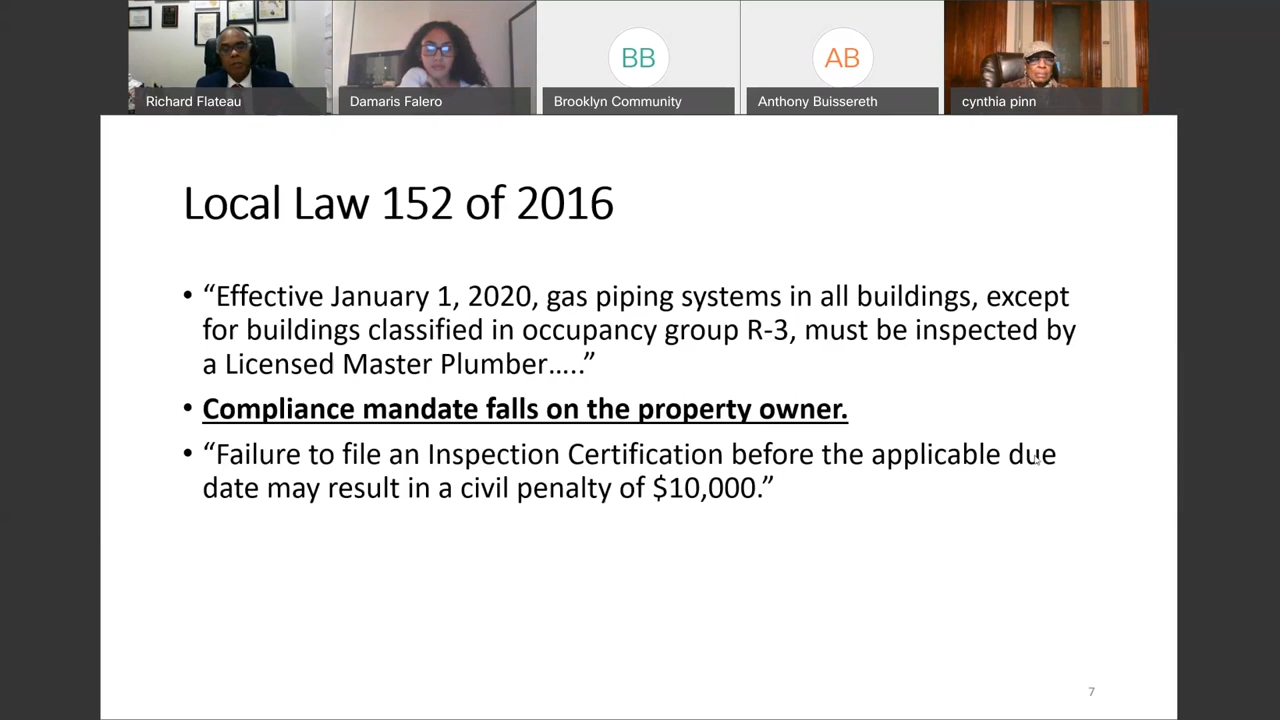 BB
AB
Richard Flateau
Damaris Falero
Brooklyn Community
Anthony Buissereth
cynthia pinn
Local Law 152 of 2016
• “Effective January 1, 2020, gas piping systems in all buildings, except
for buildings classified in occupancy group R-3, must be inspected by
a Licensed Master Plumber…..”
• Compliance mandate falls on the property owner.
• “Failure to file an Inspection Certification before the applicable due
date may result in a civil penalty of $10,000.”
7